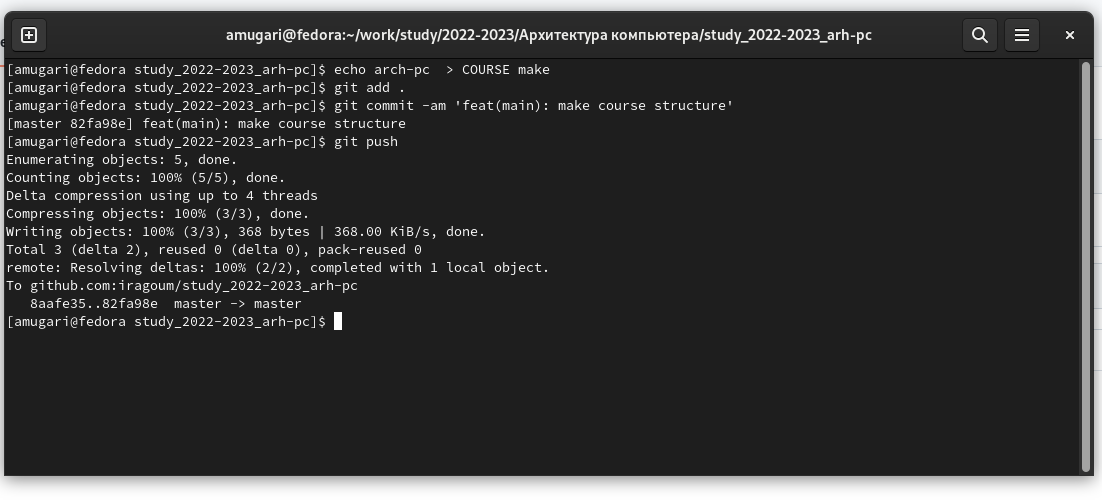 amugari@fedora:~/work/study/2022-2023/Архитектура компьютера/study_2022-2023_arh-pc
[amugari@fedora study_2022-2023_arh-pc]$ echo arch-pc  > COURSE make
[amugari@fedora study_2022-2023_arh-pc]$ git add .
[amugari@fedora study_2022-2023_arh-pc]$ git commit -am 'feat(main): make course structure'
[master 82fa98e] feat(main): make course structure
[amugari@fedora study_2022-2023_arh-pc]$ git push
Enumerating objects: 5, done.
Counting objects: 100% (5/5), done.
Delta compression using up to 4 threads
Compressing objects: 100% (3/3), done.
Writing objects: 100% (3/3), 368 bytes | 368.00 KiB/s, done.
Total 3 (delta 2), reused 0 (delta 0), pack-reused 0
remote: Resolving deltas: 100% (2/2), completed with 1 local object.
To github.com:iragoum/study_2022-2023_arh-pc
   8aafe35..82fa98e  master -> master
[amugari@fedora study_2022-2023_arh-pc]$